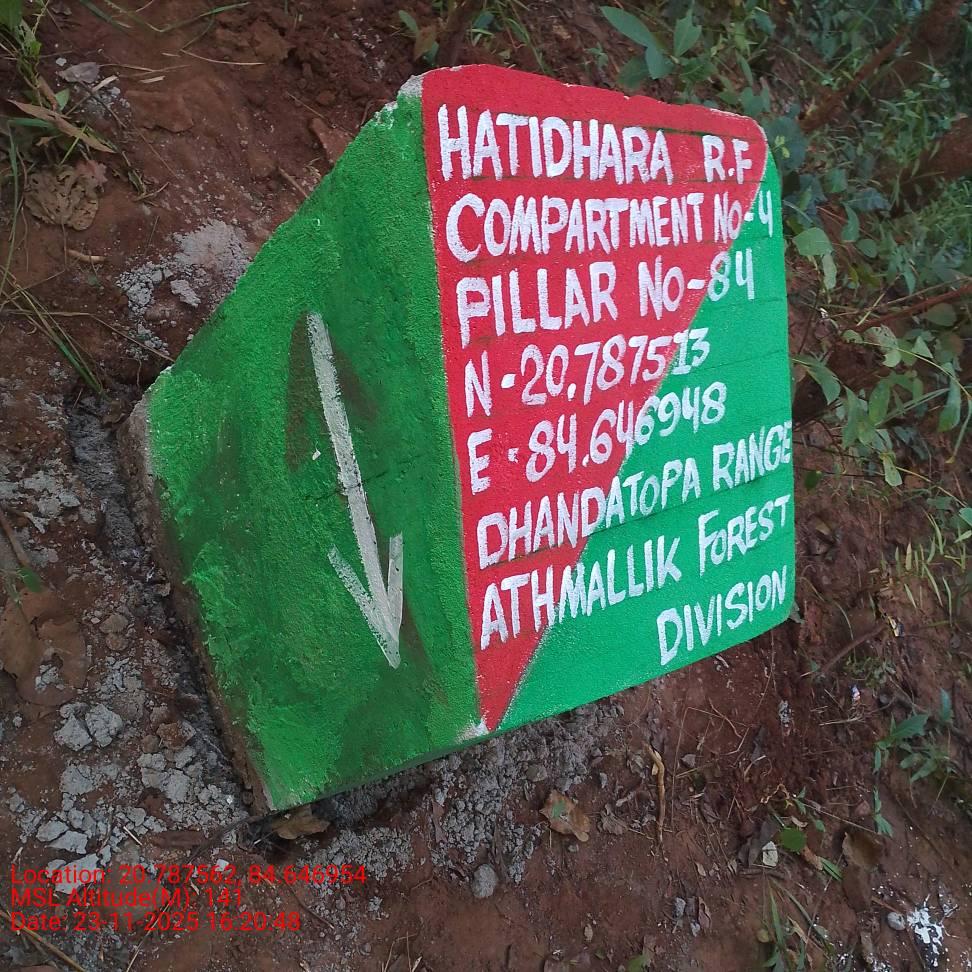 HATIDHARA R.F
COMPARTMENT No-4
PILLAR No-84
N-20.787513
E-84.646948
DHANDATOPA RANGE
ATHMALLIK FOREST
DIVISION
Location: 20.787562, 84.646954
MSL Altitude(M): 141
Date: 23-11-2025 16:20:48